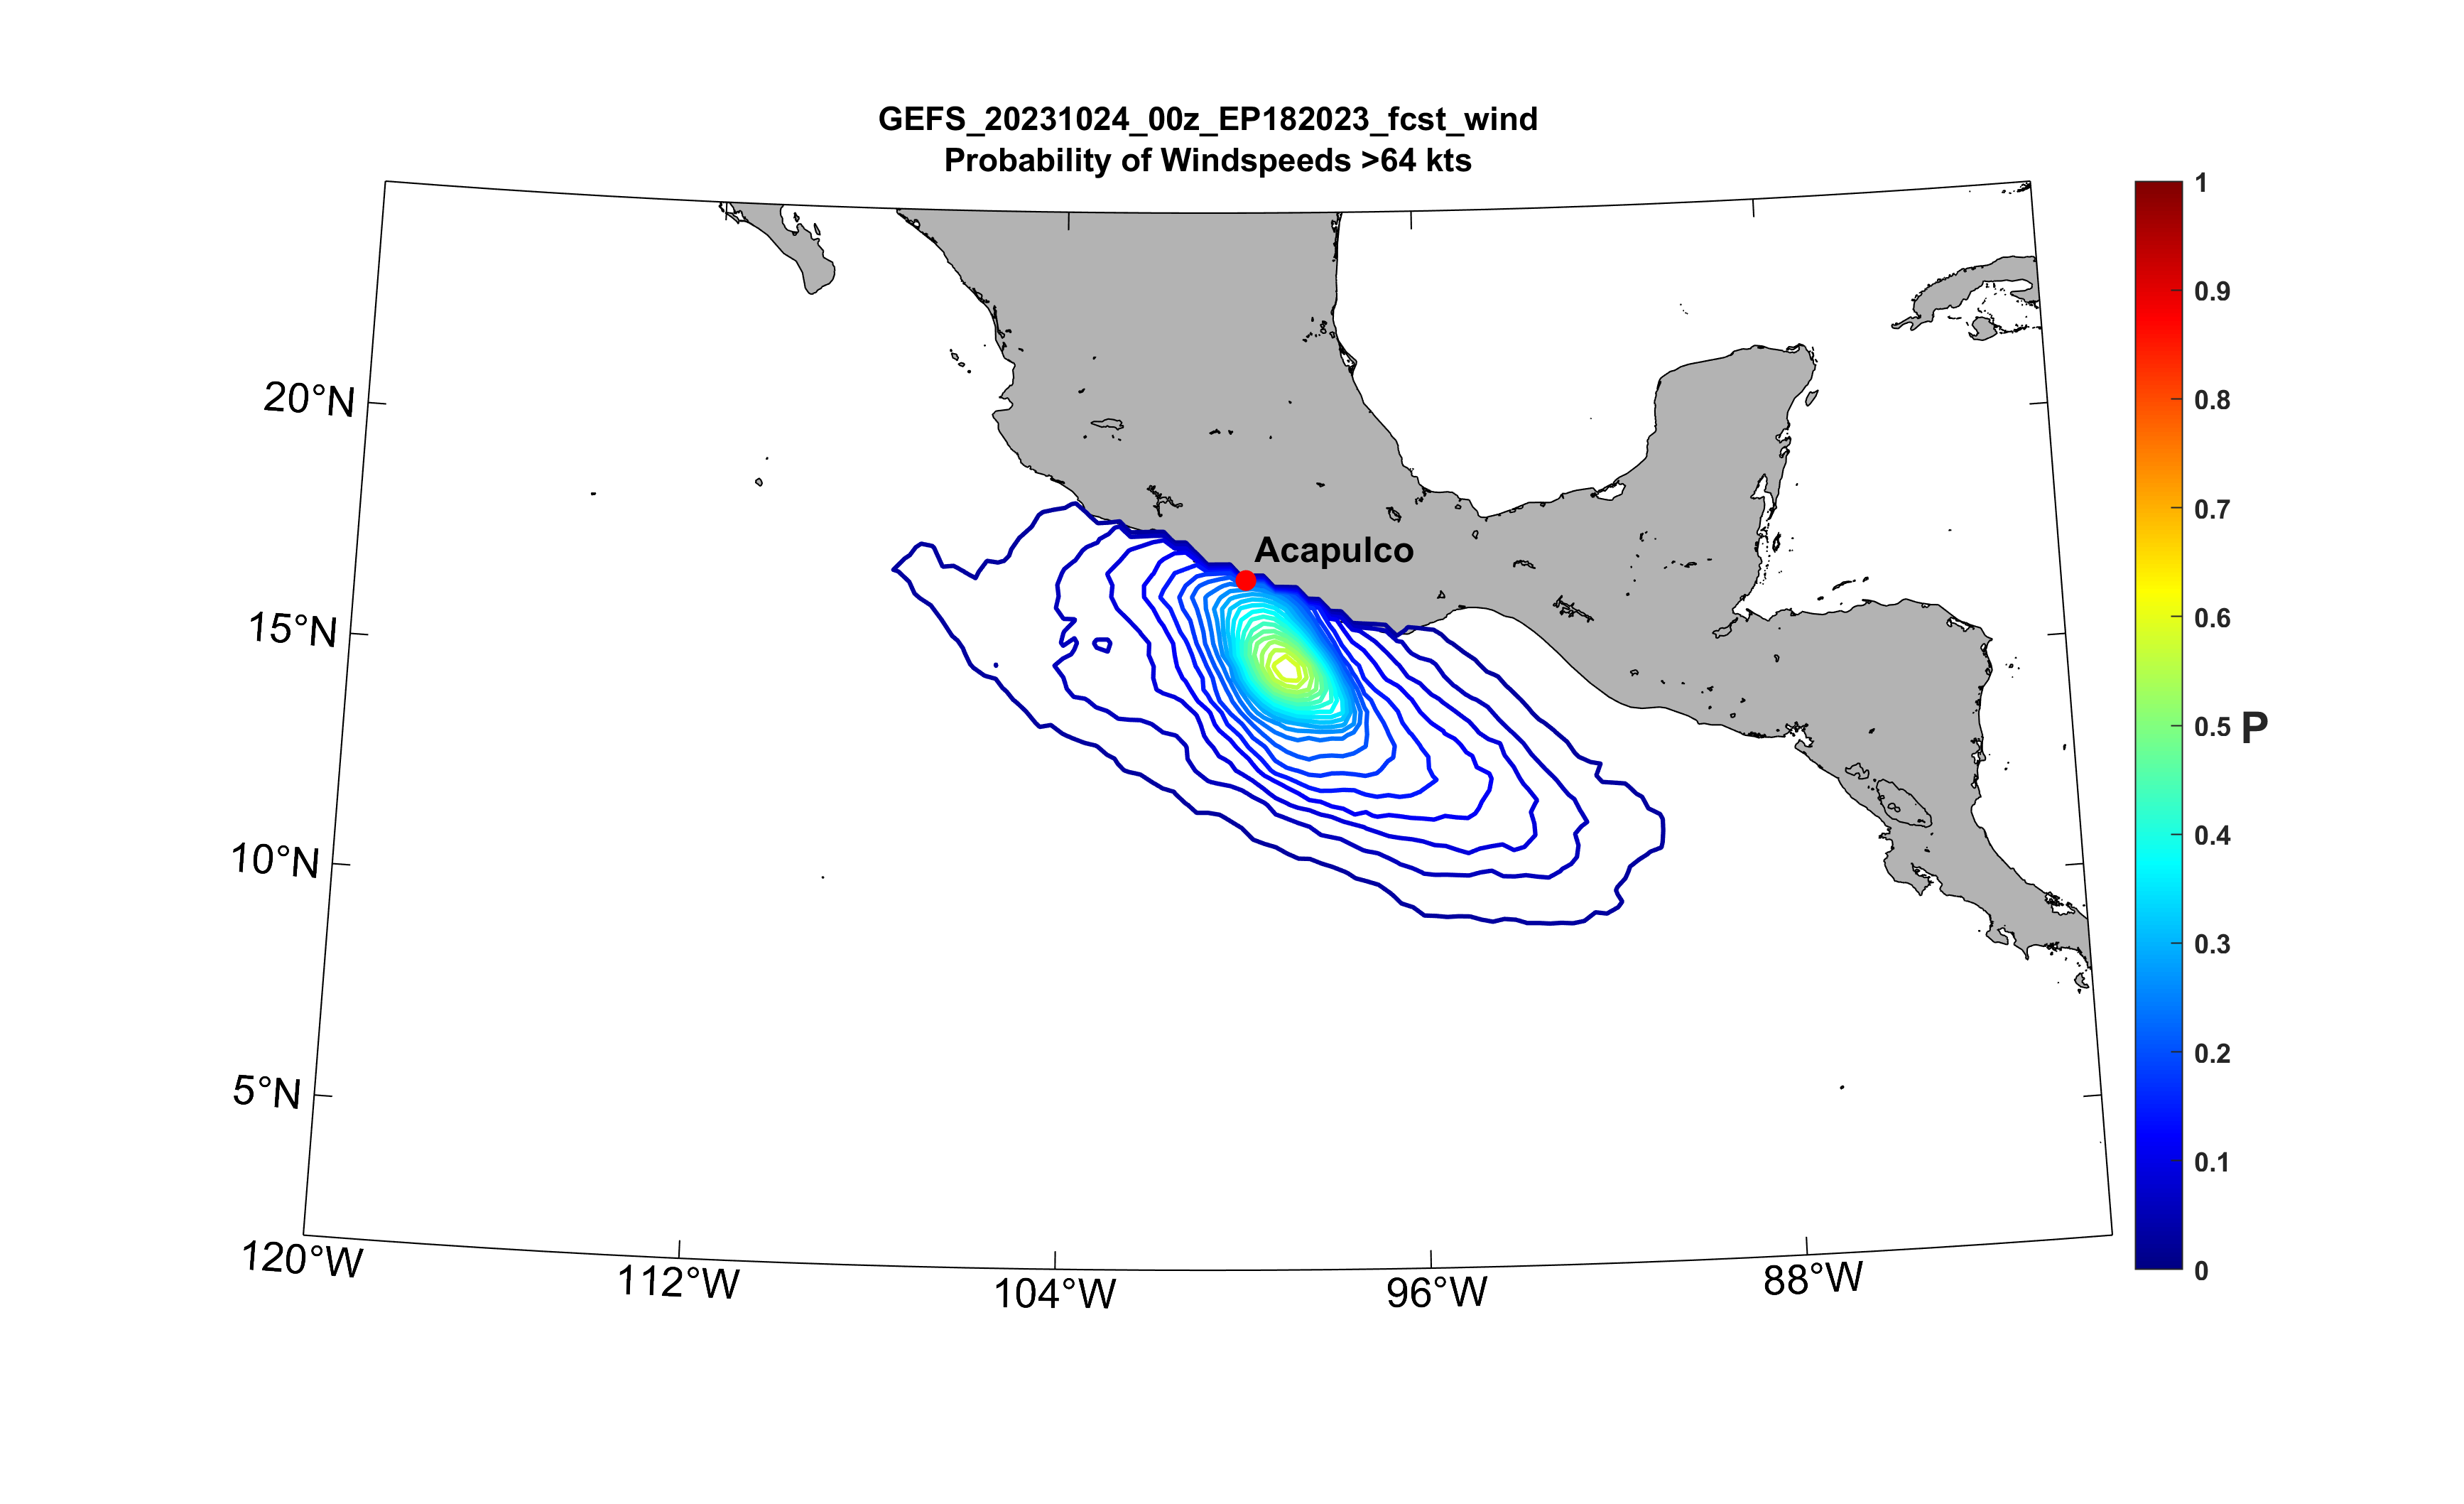 GEFS_20231024_00z_EP182023_fcst_wind
Probability of Windspeeds >64 kts
1
0.9
0.8
0.7
0.6
0.5
0.4
0.3
0.2
0.1
0
P
20°N
15°N
10°N
5°N
Acapulco
120°W
112°W
104°W
96°W
88°W